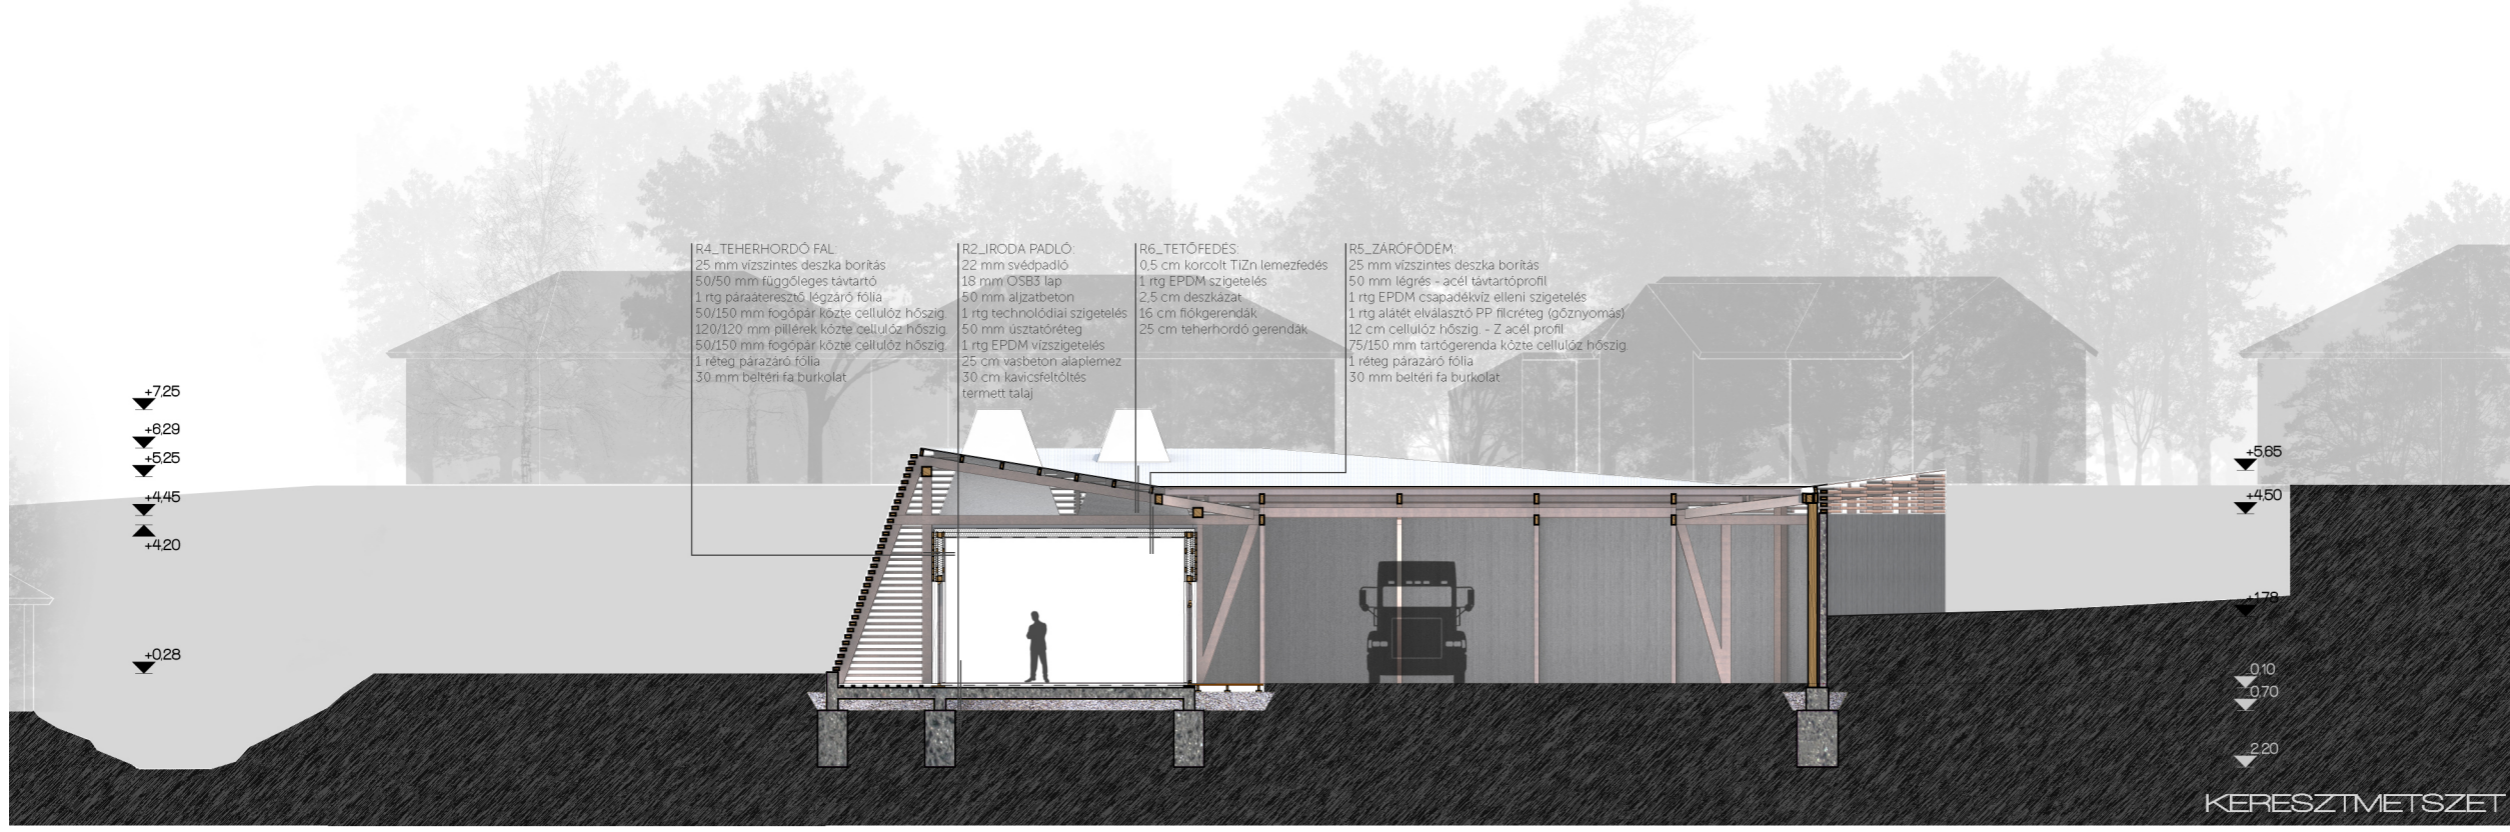 R4_TEHERHORDÓ FAL:
25 mm vízszintes deszka borítás
50/50 mm függőleges távtartó
1 rtg páraáteresztő légzáró fólia
50/150 mm fogópár közte cellulóz hőszig.
120/120 mm pillérek közte cellulóz hőszig.
50/150 mm fogópár közte cellulóz hőszig.
1 réteg párazáró fólia
30 mm beltéri fa burkolat
R2_IRODA PADLÓ:
22 mm svédpadló
18 mm OSB3 lap
50 mm aljzatbeton
1 rtg technolódiai szigetelés
50 mm úsztatóréteg
1 rtg EPDM vízszigetelés
25 cm vasbeton alaplemez
30 cm kavicsfeltöltés
termett talaj
R6_TETŐFEDÉS:
0,5 cm korcolt TiZn lemezfedés
1 rtg EPDM szigetelés
2,5 cm deszkázat
16 cm fiókgerendák
25 cm teherhordó gerendák
R5_ZÁRÓFÖDÉM:
25 mm vízszintes deszka borítás
50 mm légrés - acél távtartóprofil
1 rtg EPDM csapadékvíz elleni szigetelés
1 rtg alátét elválasztó PP filcréteg (gőznyomás)
12 cm cellulóz hőszig. - Z acél profil
75/150 mm tartógerenda közte cellulóz hőszig.
1 réteg párazáró fólia
30 mm beltéri fa burkolat
+7,25
+6,29
+5,25
+4,45
+4,20
+0,28
+5,65
+4,50
+1,78
0,10
0,70
2,20
KERESZTMETSZET